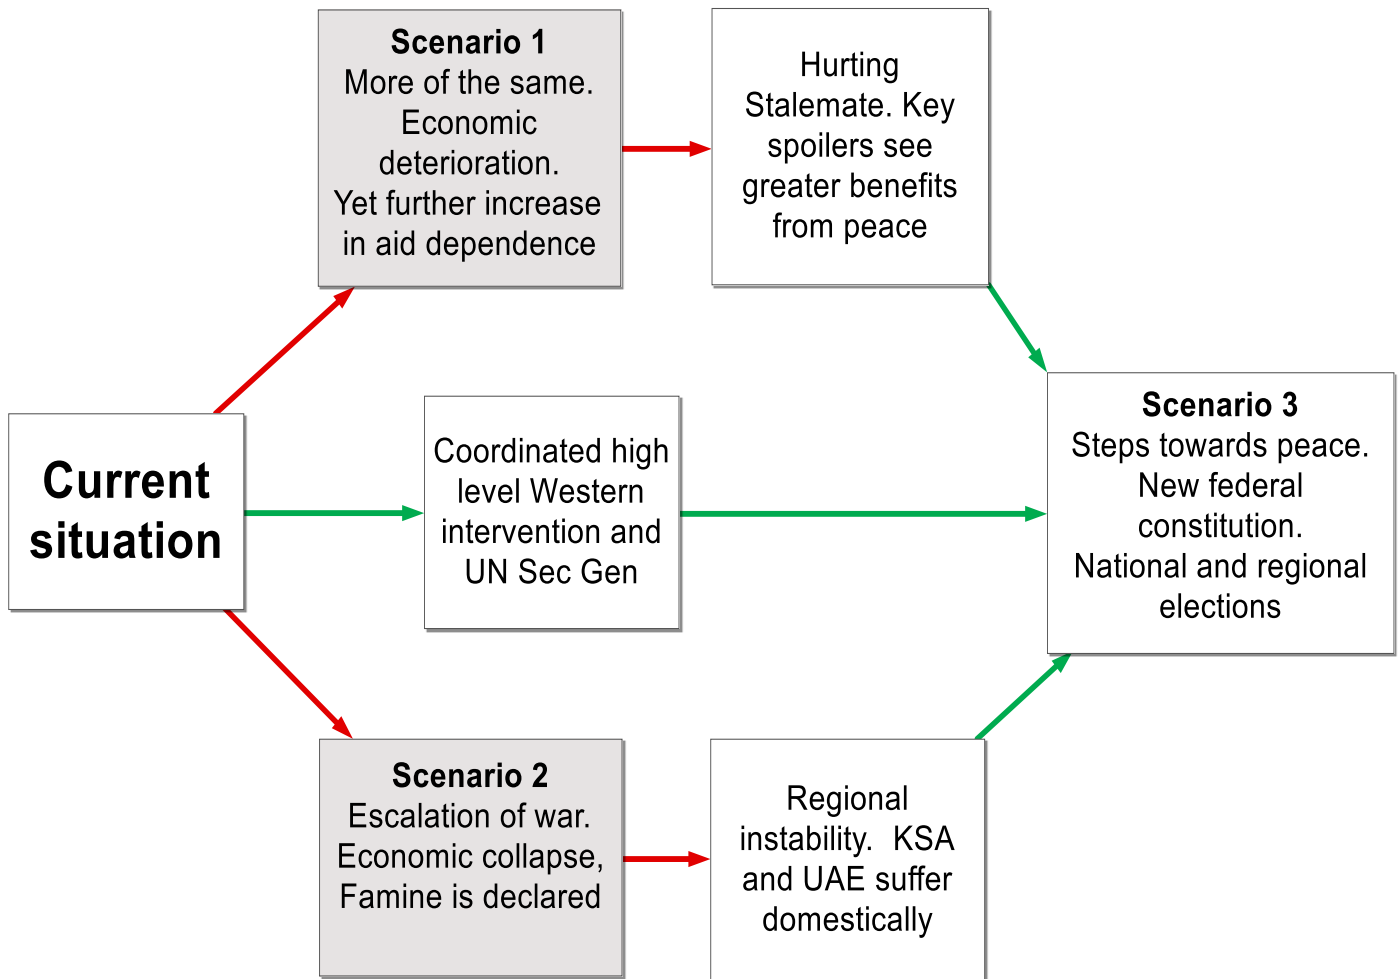 Scenario 1
More of the same.
Economic
deterioration.
Yet further increase
in aid dependence
Hurting
Stalemate. Key
spoilers see
greater benefits
from peace
Current
situation
Coordinated high
level Western
intervention and
UN Sec Gen
Scenario 3
Steps towards peace.
New federal
constitution.
National and regional
elections
Scenario 2
Escalation of war.
Economic collapse,
Famine is declared
Regional
instability.  KSA
and UAE suffer
domestically